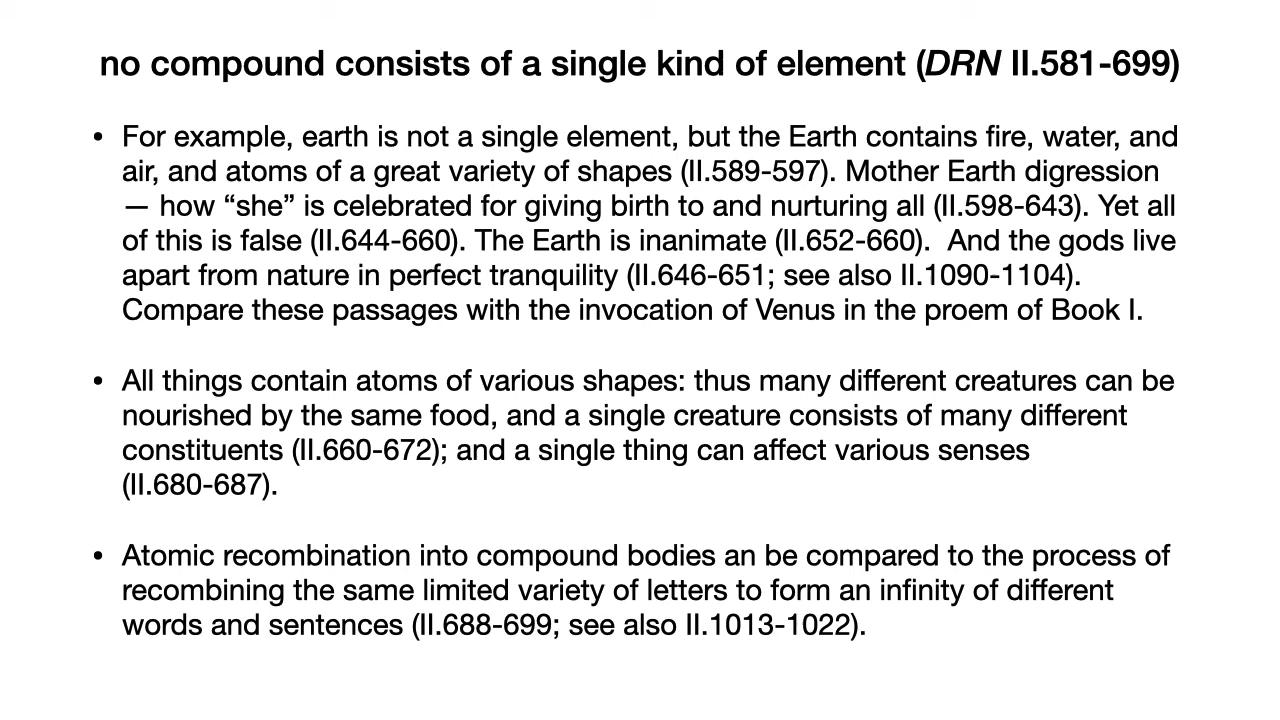 no compound consists of a single kind of element (DRN II.581-699)
• For example, earth is not a single element, but the Earth contains fire, water, and
air, and atoms of a great variety of shapes (II.589-597). Mother Earth digression
— how “she” is celebrated for giving birth to and nurturing all (II.598-643). Yet all
of this is false (II.644-660). The Earth is inanimate (II.652-660).  And the gods live
apart from nature in perfect tranquility (II.646-651; see also II.1090-1104).
Compare these passages with the invocation of Venus in the proem of Book I.
• All things contain atoms of various shapes: thus many different creatures can be
nourished by the same food, and a single creature consists of many different
constituents (II.660-672); and a single thing can affect various senses
(II.680-687).
• Atomic recombination into compound bodies an be compared to the process of
recombining the same limited variety of letters to form an infinity of different
words and sentences (II.688-699; see also II.1013-1022).